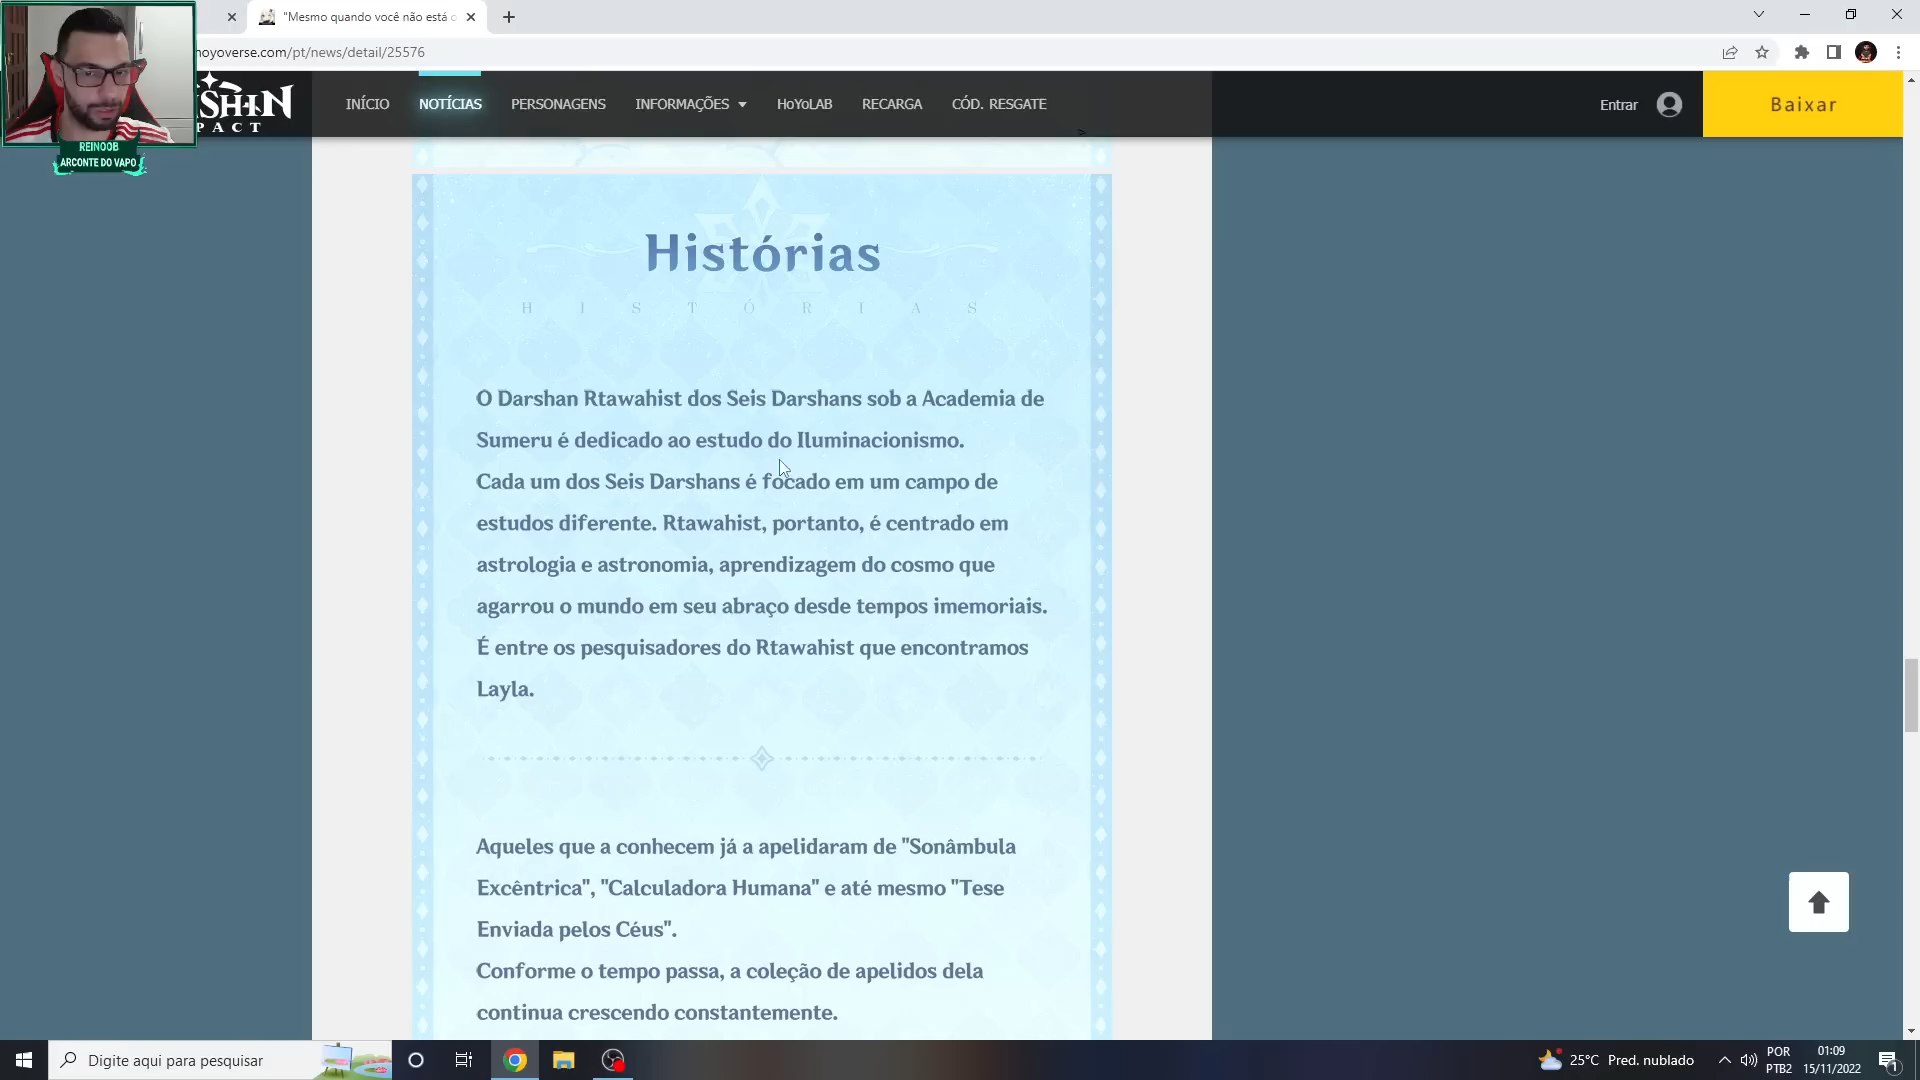 "Mesmo quando você não está
oyoverse.com/pt/news/detail/25576
PACT
INÍCIO
NOTÍCIAS
PERSONAGENS
INFORMAÇÕES
HoYoLAB
RECARGA
CÓD. RESGATE
Entrar
Baixar
REINOOB
ARCONTE DO VAPO
Histórias
HISTÓRIAS
O Darshan Rtawahist dos Seis Darshans sob a Academia de
Sumeru é dedicado ao estudo do Iluminacionismo.
Cada um dos Seis Darshans é focado em um campo de
estudos diferente. Rtawahist, portanto, é centrado em
astrologia e astronomia, aprendizagem do cosmo que
agarrou o mundo em seu abraço desde tempos imemoriais.
É entre os pesquisadores do Rtawahist que encontramos
Layla.
Aqueles que a conhecem já a apelidaram de "Sonâmbula
Excêntrica", "Calculadora Humana" e até mesmo "Tese
Enviada pelos Céus".
Conforme o tempo passa, a coleção de apelidos dela
continua crescendo constantemente.
Digite aqui para pesquisar
25°C Pred. nublado
POR
PTB2
01:09
15/11/2022
1